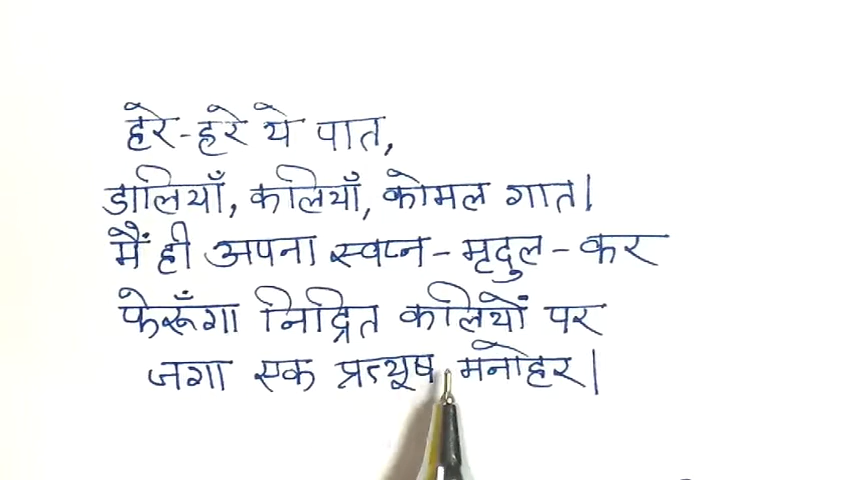 हरे-हरे ये पात,
डालियाँ, कलियाँ, कोमल गात।
मैं ही अपना स्वप्न-मृदुल-कर
फेरूँगा निद्रित कलियों पर
जगा एक प्रत्यूष मनोहर।